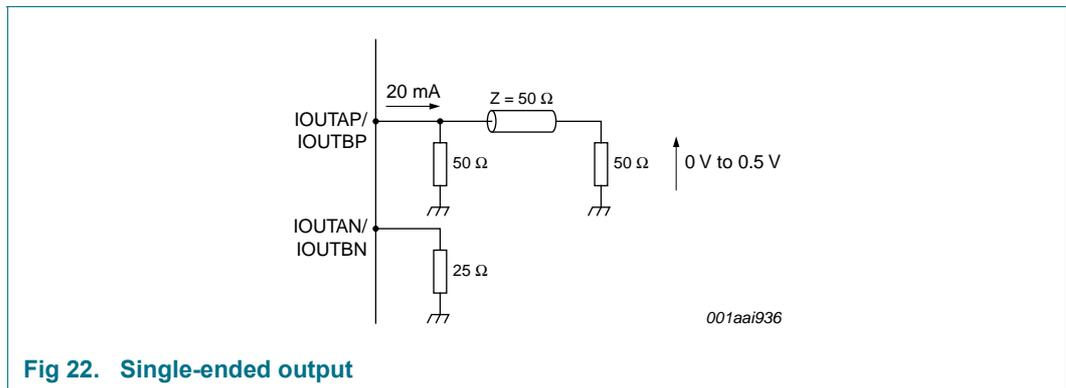 20 mA
Z = 50 Ω
IOUTAP/
IOUTBP
50 Ω
50 Ω
0 V to 0.5 V
IOUTAN/
IOUTBN
25 Ω
001aai936
Fig 22. Single-ended output